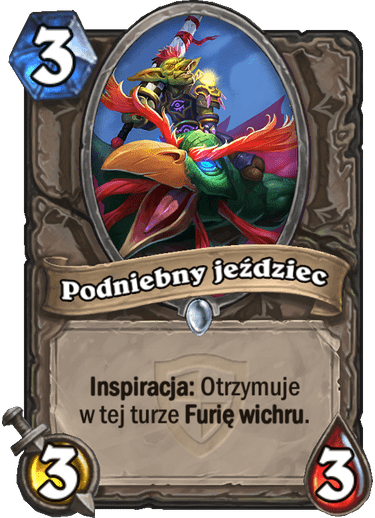 3
Podniebny jeździec
Inspiracja: Otrzymuje
w tej turze Furię wichru.
3
3